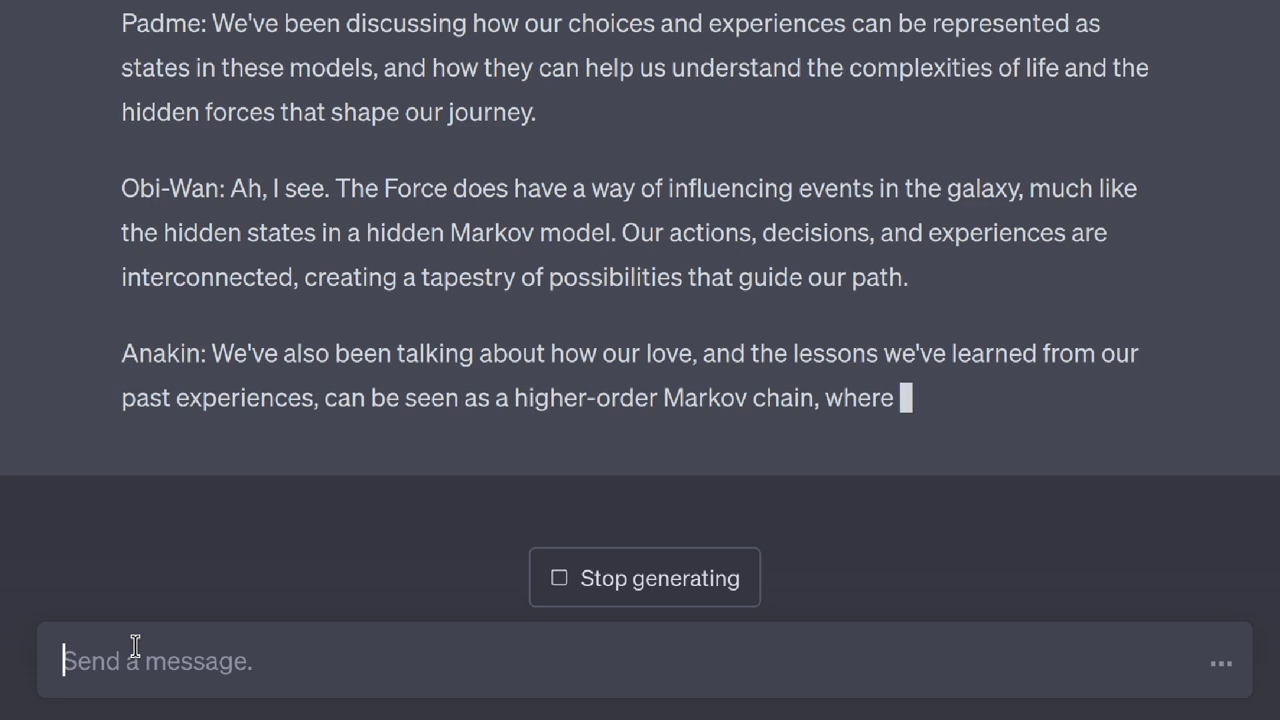 Padme: We've been discussing how our choices and experiences can be represented as
states in these models, and how they can help us understand the complexities of life and the
hidden forces that shape our journey.
Obi-Wan: Ah, I see. The Force does have a way of influencing events in the galaxy, much like
the hidden states in a hidden Markov model. Our actions, decisions, and experiences are
interconnected, creating a tapestry of possibilities that guide our path.
Anakin: We've also been talking about how our love, and the lessons we've learned from our
past experiences, can be seen as a higher-order Markov chain, where
Stop generating
Send a message.